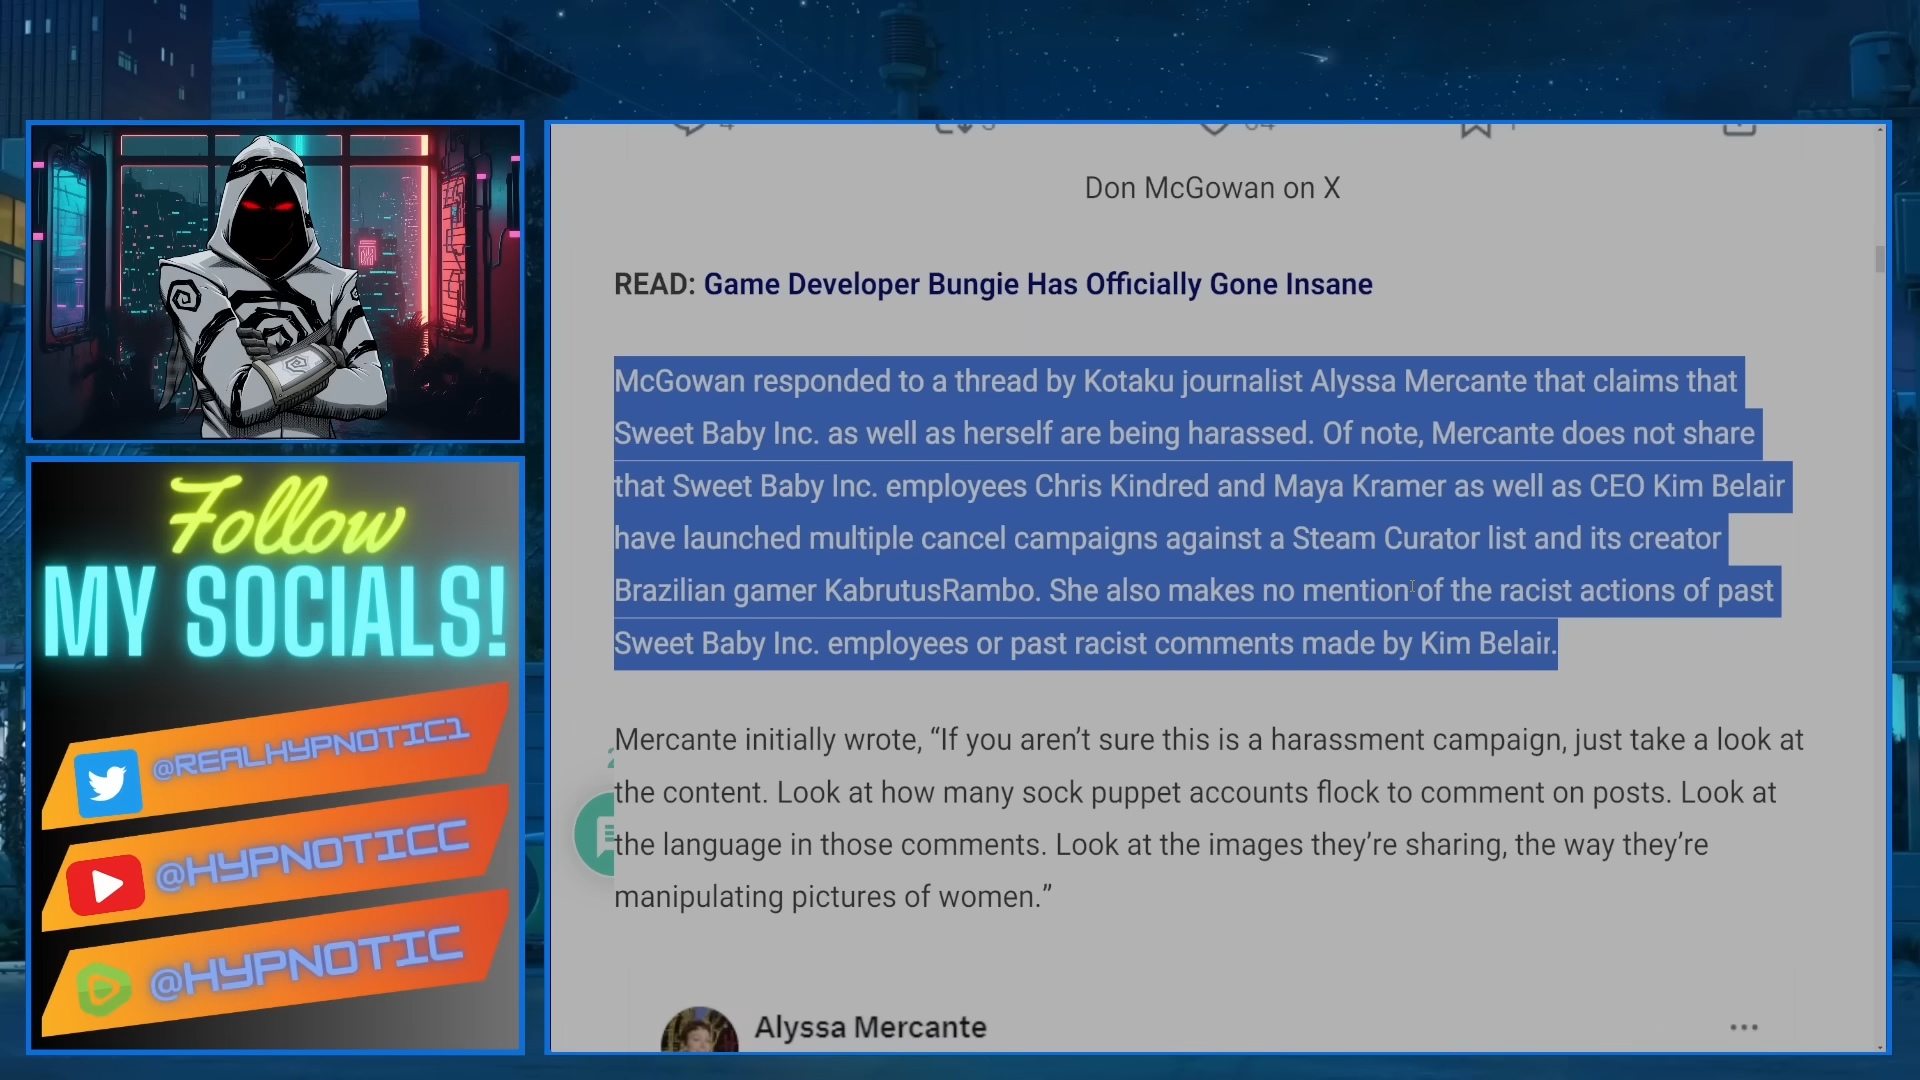 Don McGowan on X
READ: Game Developer Bungie Has Officially Gone Insane
McGowan responded to a thread by Kotaku journalist Alyssa Mercante that claims that
Sweet Baby Inc. as well as herself are being harassed. Of note, Mercante does not share
that Sweet Baby Inc. employees Chris Kindred and Maya Kramer as well as CEO Kim Belair
have launched multiple cancel campaigns against a Steam Curator list and its creator
Brazilian gamer KabrutusRambo. She also makes no mention of the racist actions of past
Sweet Baby Inc. employees or past racist comments made by Kim Belair.
Mercante initially wrote, “If you aren’t sure this is a harassment campaign, just take a look at
the content. Look at how many sock puppet accounts flock to comment on posts. Look at
the language in those comments. Look at the images they’re sharing, the way they’re
manipulating pictures of women.”
Alyssa Mercante
Follow
MY SOCIALS!
@REALHYPNOTIC1
@HYPNOTICC
@HYPNOTIC